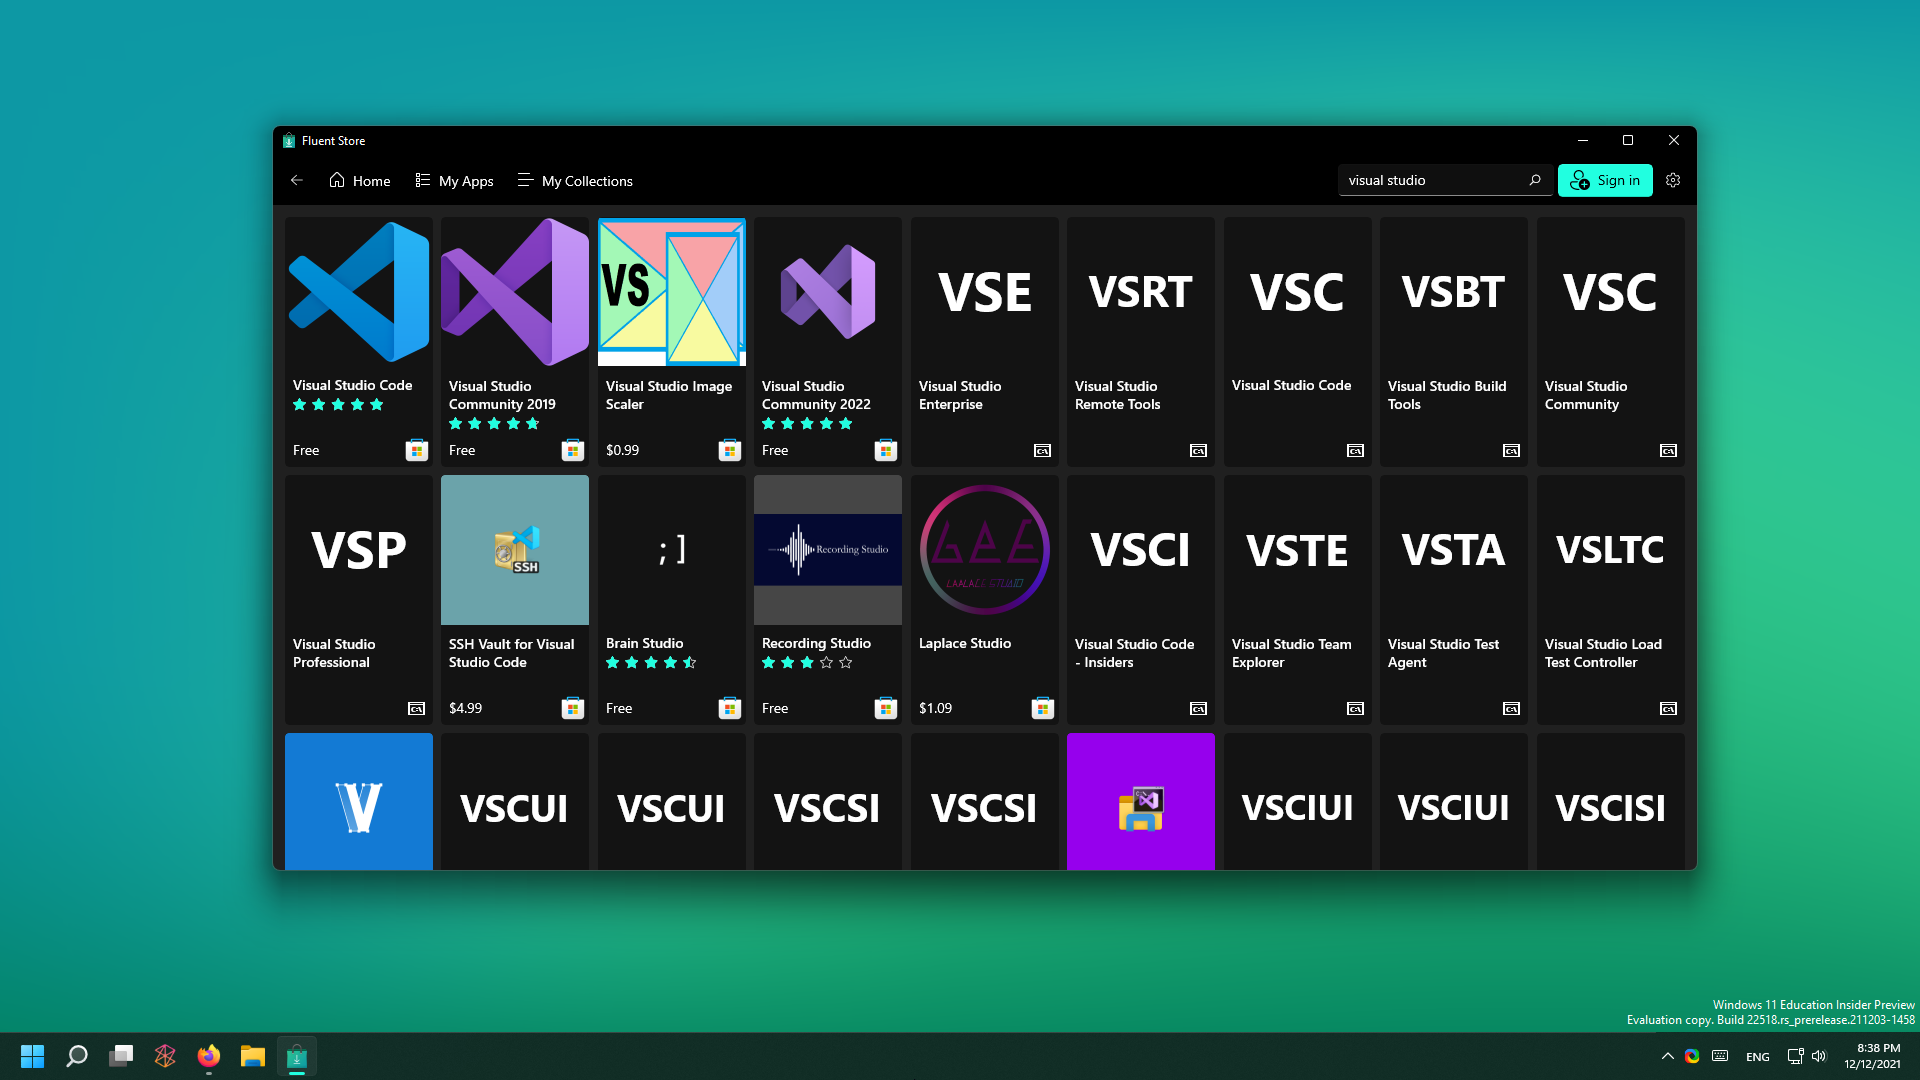 Fluent Store
Home
My Apps
My Collections
visual studio
Sign in
VS
VSE
VSRT
VSC
VSBT
VSC
Visual Studio Code
Visual Studio
Community 2019
Visual Studio Image
Scaler
Visual Studio
Community 2022
Visual Studio
Enterprise
Visual Studio
Remote Tools
Visual Studio Code
Visual Studio Build
Tools
Visual Studio
Community
Free
Free
$0.99
Free
VSP
SSH
;]
Recording Studio
LAE
LAALACE STUDIO
VSCI
VSTE
VSTA
VSLTC
Visual Studio
Professional
SSH Vault for Visual
Studio Code
Brain Studio
Recording Studio
Laplace Studio
Visual Studio Code
- Insiders
Visual Studio Team
Explorer
Visual Studio Test
Agent
Visual Studio Load
Test Controller
$4.99
Free
Free
$1.09
V
VSCUI
VSCUI
VSCSI
VSCSI
VSCIUI
VSCIUI
VSCISI
Windows 11 Education Insider Preview
Evaluation copy. Build 22518.rs_prerelease.211203-1458
ENG
8:38 PM
12/12/2021